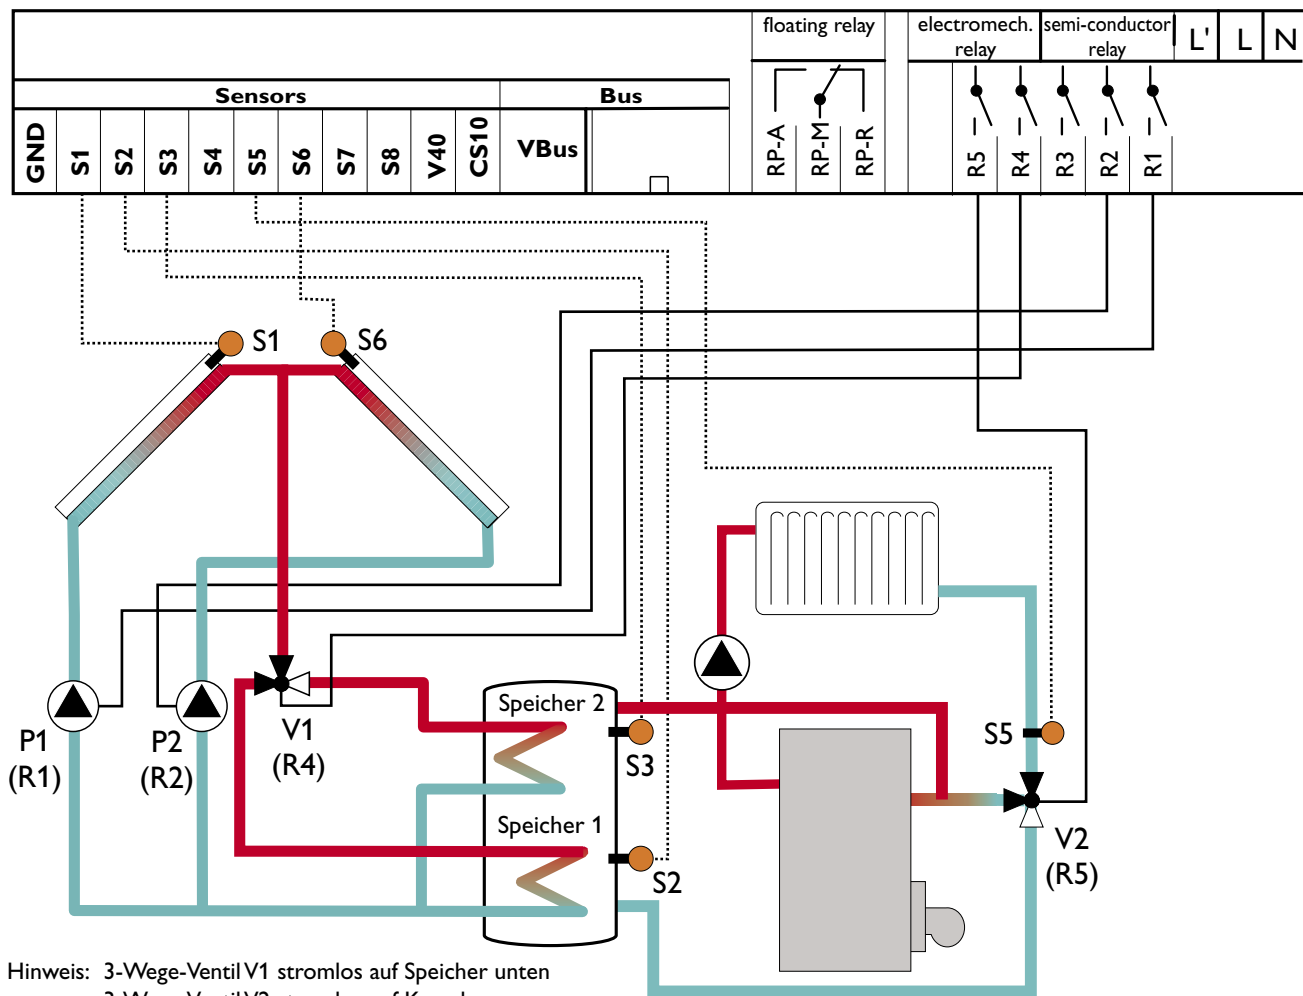 floating relay
electromech. relay
semi-conductor relay
L'
L
N
Sensors
Bus
GND
S1
S2
S3
S4
S5
S6
S7
S8
V40
CS10
VBus
RP-A
RP-M
RP-R
R5
R4
R3
R2
R1
S1
S6
P1
(R1)
P2
(R2)
V1
(R4)
Speicher 2
S3
Speicher 1
S2
S5
V2
(R5)
Hinweis: 3-Wege-Ventil V1 stromlos auf Speicher unten